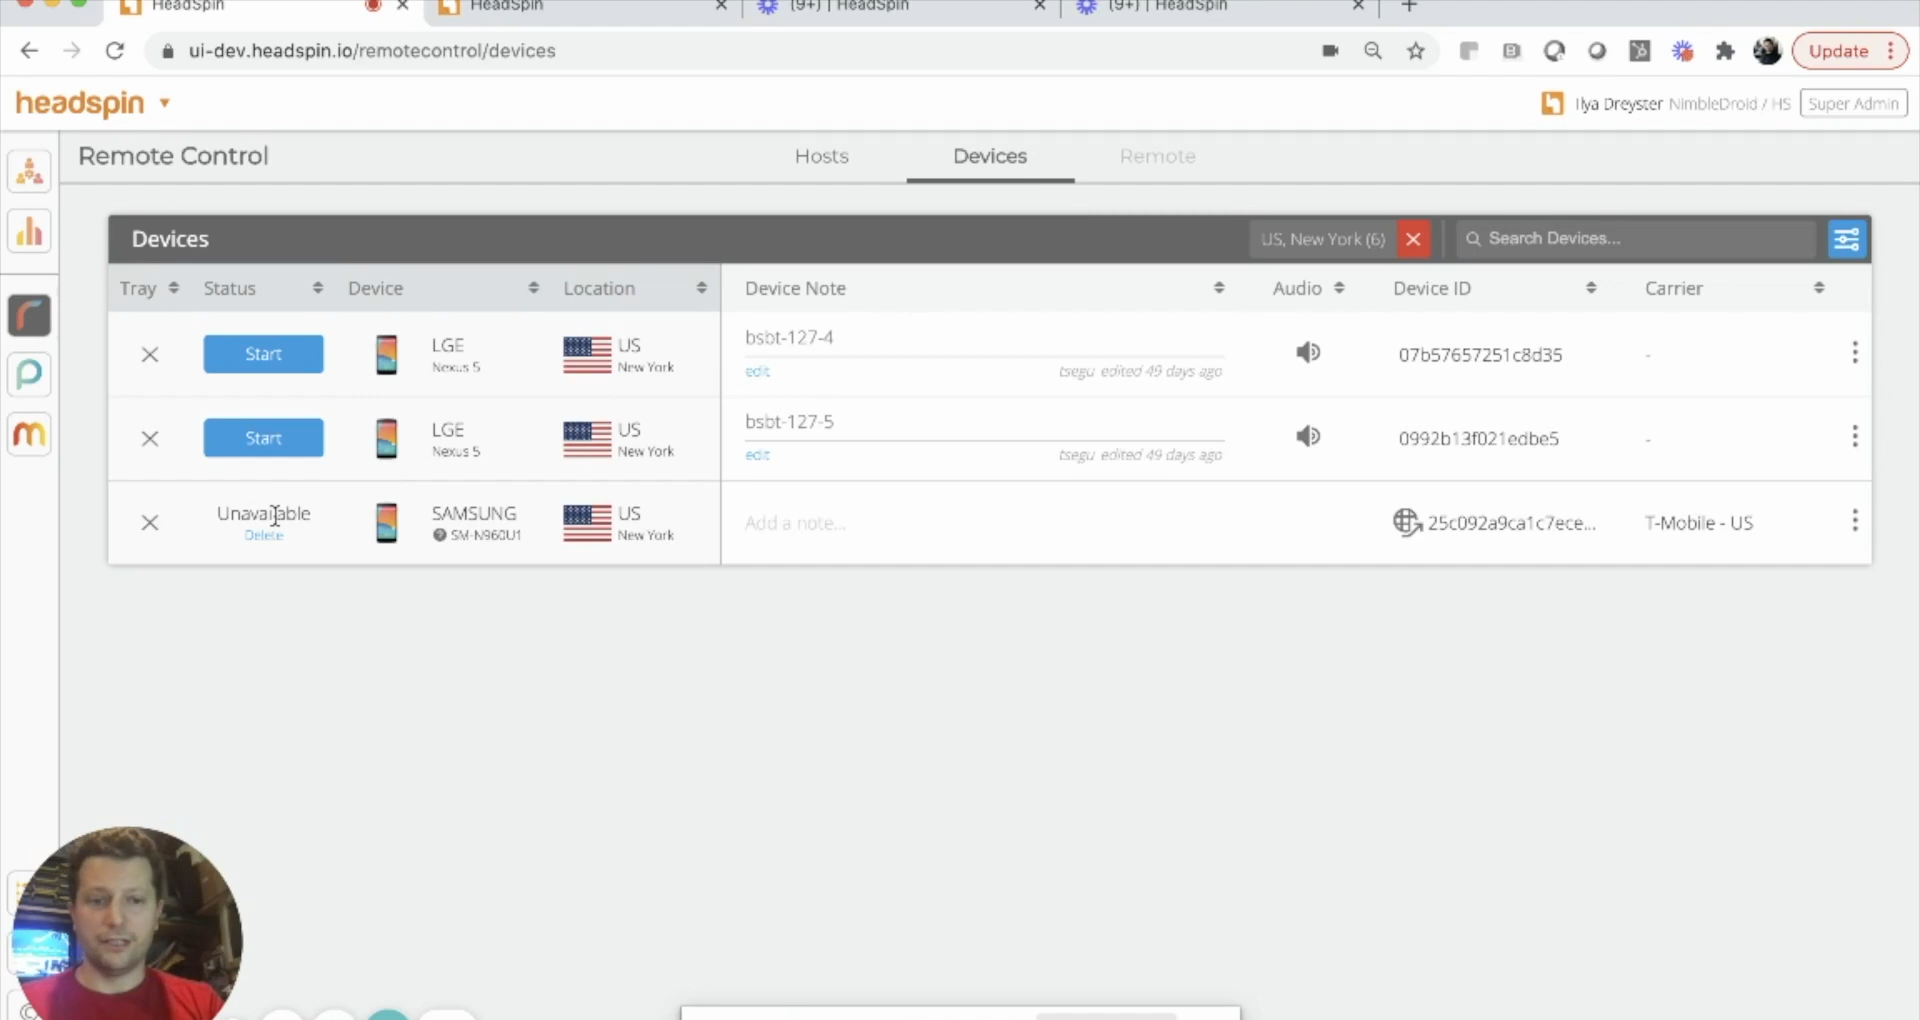 HeadSpin
HeadSpin
(9+) | HeadSpin
(9+) | HeadSpin
ui-dev.headspin.io/remotecontrol/devices
Update
headspin
Ilya Dreyster NimbleDroid / HS
Super Admin
Remote Control
Hosts
Devices
Remote
Devices
US, New York (6)
Search Devices...
Tray
Status
Device
Location
Device Note
Audio
Device ID
Carrier
Start
LGE
Nexus 5
US
New York
bsbt-127-4
edit
tsegu edited 49 days ago
07b57657251c8d35
-
Start
LGE
Nexus 5
US
New York
bsbt-127-5
edit
tsegu edited 49 days ago
0992b13f021edbe5
-
Unavailable
Delete
SAMSUNG
SM-N960U1
US
New York
Add a note...
25c092a9ca1c7ece...
T-Mobile - US